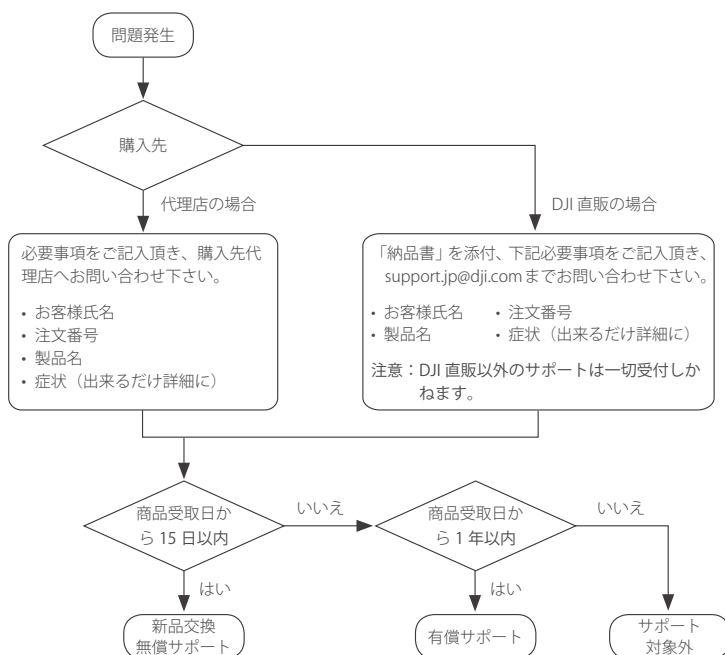 問題発生
購入先
代理店の場合
DJI 直販の場合
必要事項をご記入頂き、購入先代
理店へお問い合わせ下さい。
• お客様氏名
• 注文番号
• 製品名
• 症状（出来るだけ詳細に）
「納品書」を添付、下記必要事項をご記入頂き、
support.jp@dji.comまでお問い合わせ下さい。
• お客様氏名 • 注文番号
• 製品名 • 症状（出来るだけ詳細に）
注意：DJI 直販以外のサポートは一切受付しか
ねます。
商品受取日か
ら 15 日以内
いいえ
商品受取日か
ら 1 年以内
いいえ
はい
はい
新品交換
無償サポート
有償サポート
サポート
対象外